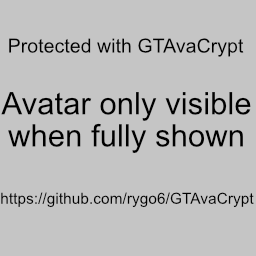 Protected with GTAvaCrypt
Avatar only visible
when fully shown
https://github.com/rygo6/GTAvaCrypt